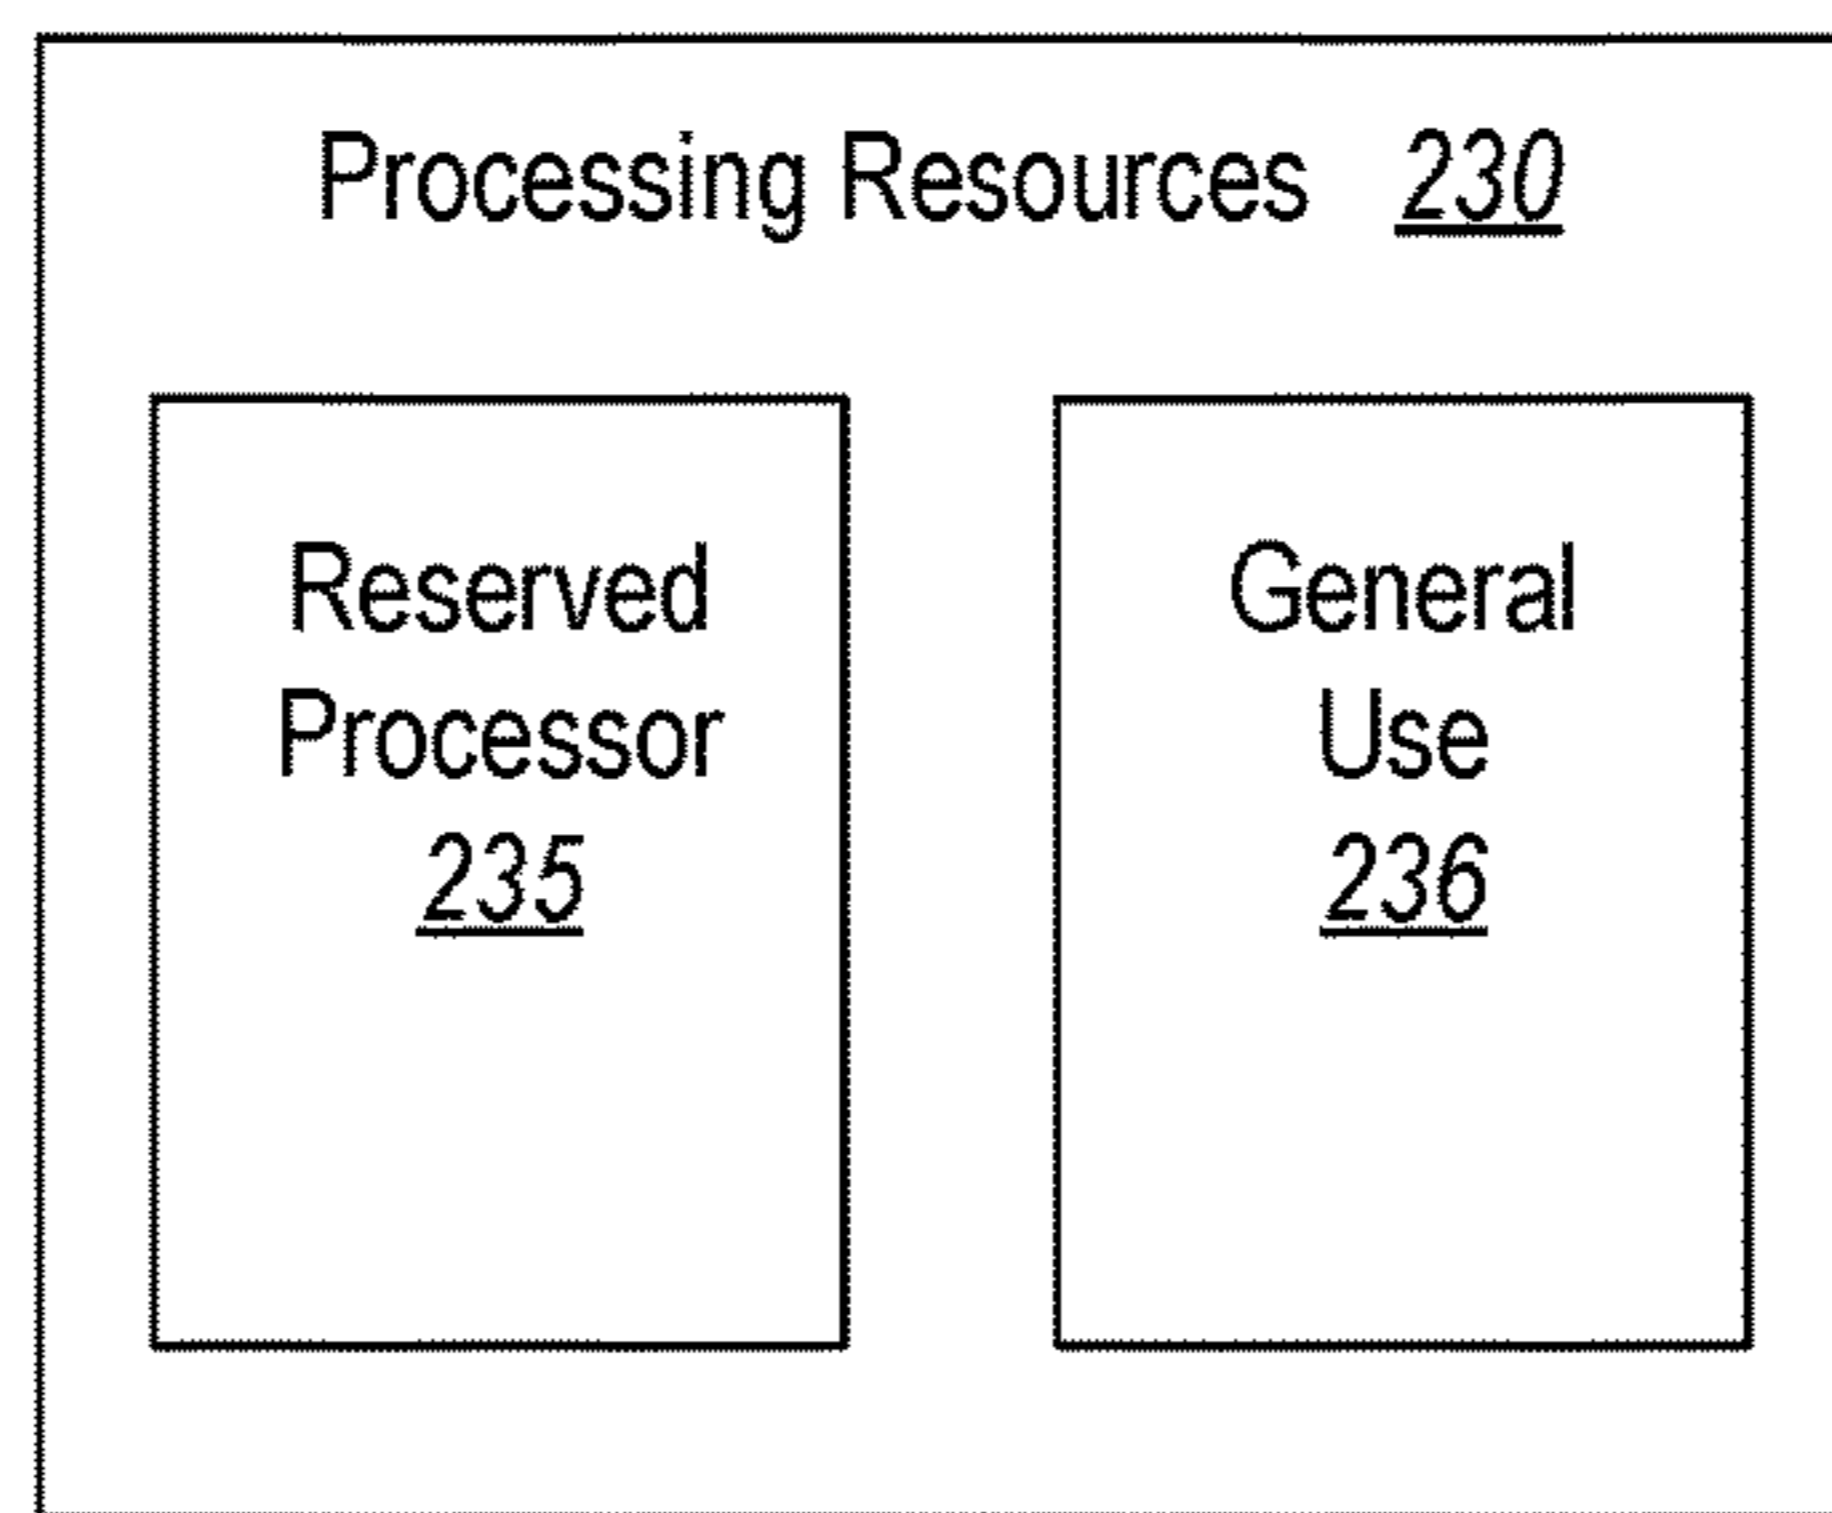 Processing Resources 230
Reserved
Processor
235
General
Use
236